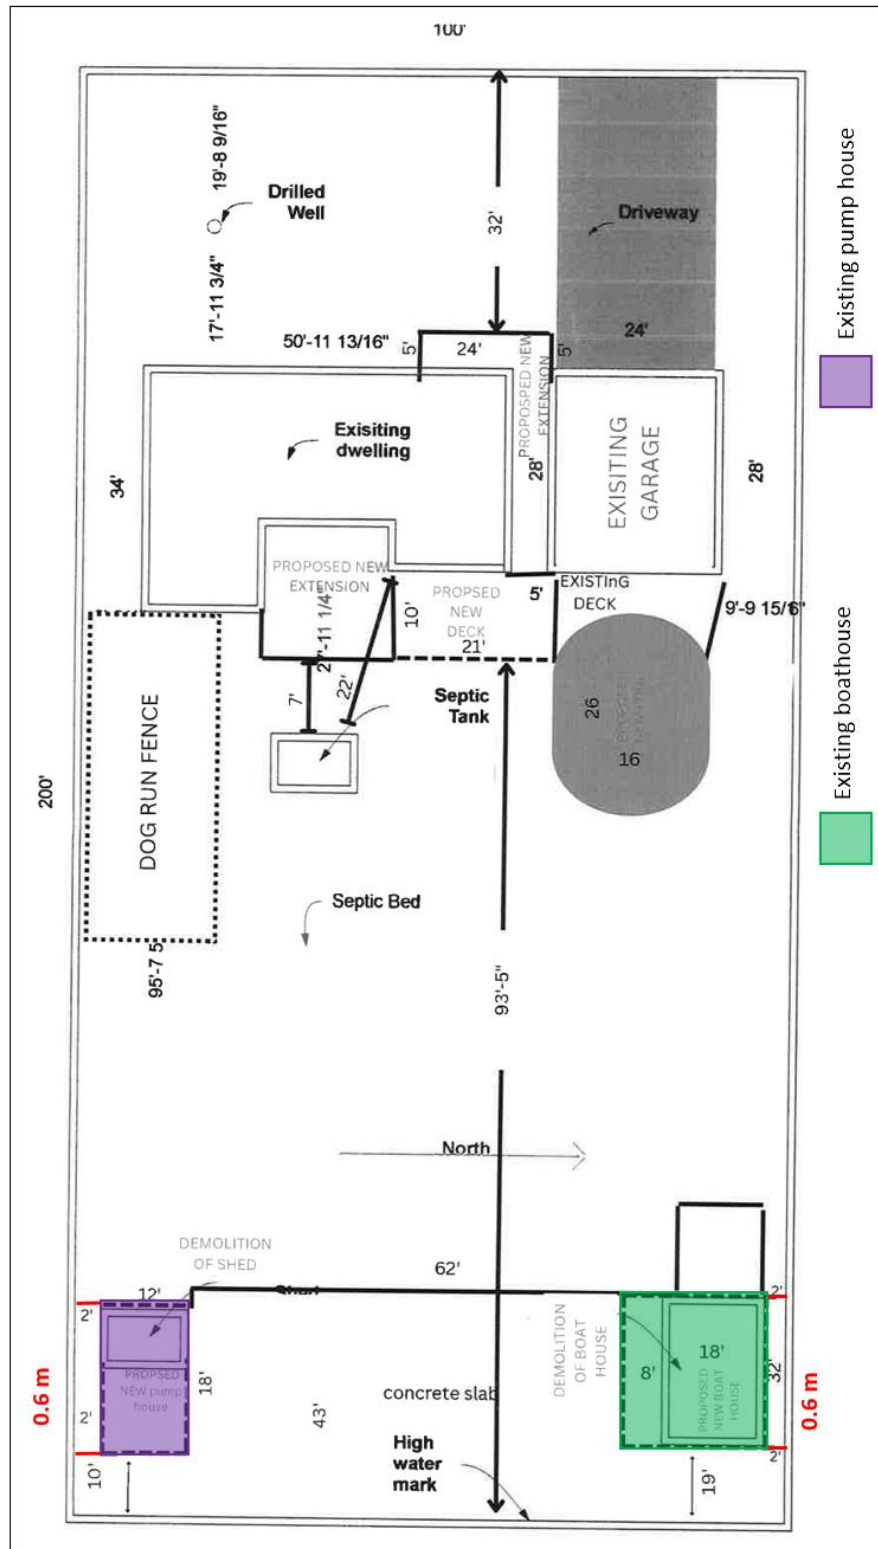 100'
19'-8 9/16"
Drilled
Well
17'-11 3/4"
32'
Driveway
24'
50'-11 13/16"
5'
24'
5'
PROPOSPED NEW
EXTENSION
28'
Exisiting
dwelling
34'
EXISITING
GARAGE
28'
PROPOSED NEW
EXTENSION
PROPSED
NEW
DECK
10'
21'
5'
EXISTInG
DECK
9'-9 15/16"
7'
22'
Septic
Tank
26
16
DOG RUN FENCE
200'
Septic Bed
95'-7 5
93'-5"
North
DEMOLITION
OF SHED
62'
12'
2'
PROPSED
NEW pump
house
18'
2'
0.6 m
10'
43'
concrete slab
High
water
mark
DEMOLITION
OF BOAT
HOUSE
8'
18'
PROPOSED
NEW BOAT
HOUSE
2'
32'
2'
0.6 m
19'
Existing pump house
Existing boathouse